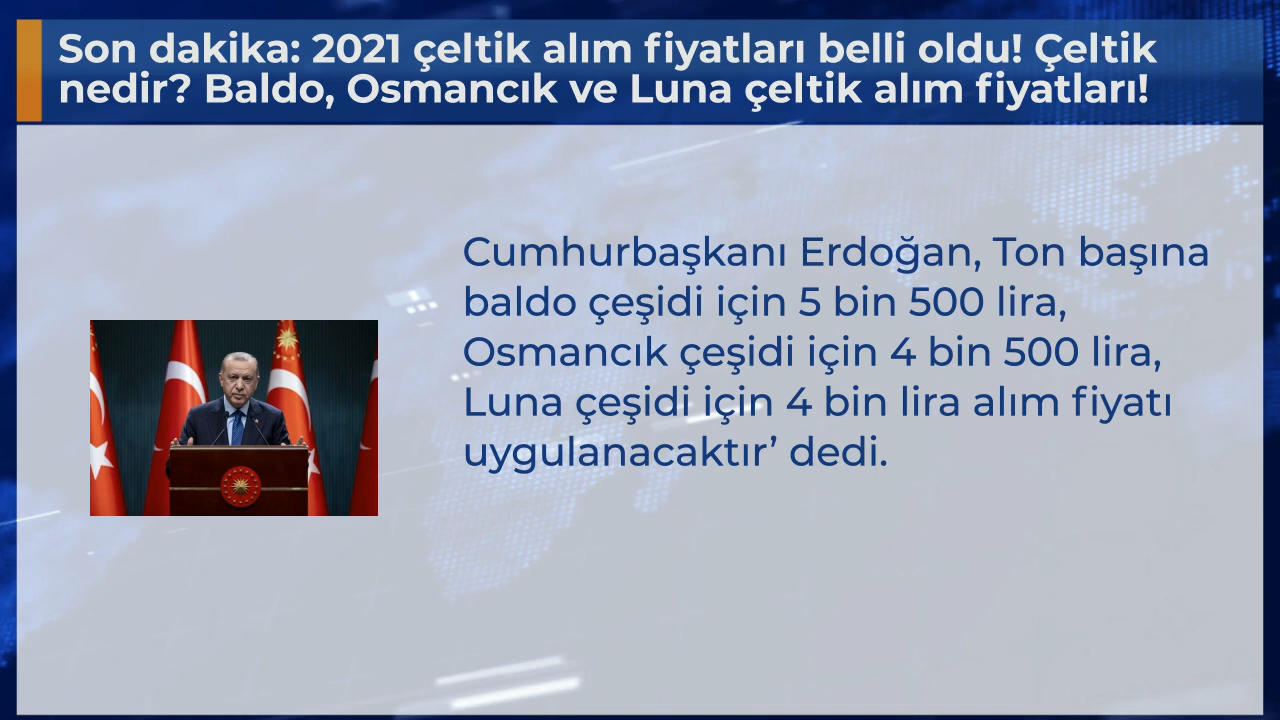 Son dakika: 2021 çeltik alım fiyatları belli oldu! Çeltik
nedir? Baldo, Osmancık ve Luna çeltik alım fiyatları!
Cumhurbaşkanı Erdoğan, Ton başına
baldo çeşidi için 5 bin 500 lira,
Osmancık çeşidi için 4 bin 500 lira,
Luna çeşidi için 4 bin lira alım fiyatı
uygulanacaktır’ dedi.